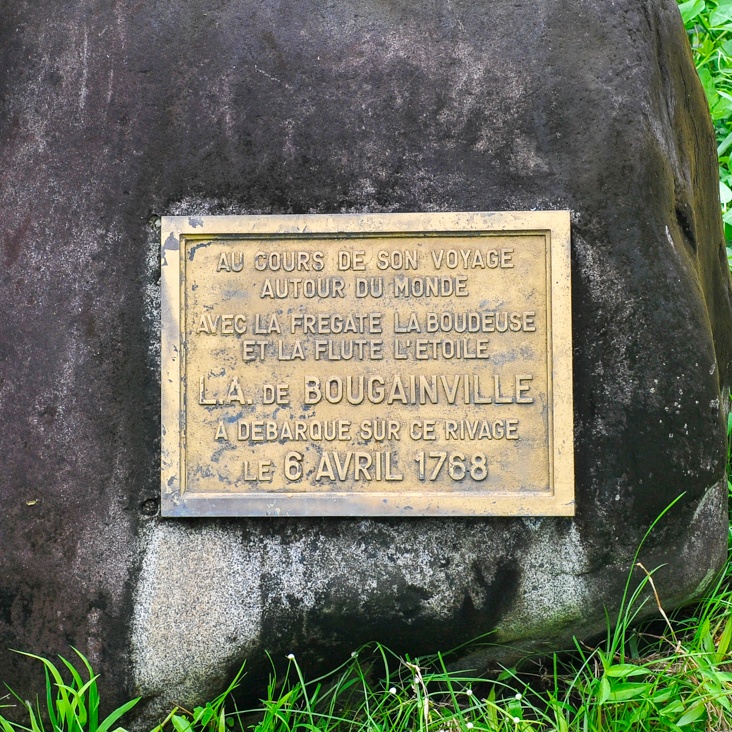 AU COURS DE SON VOYAGE
AUTOUR DU MONDE
AVEC LA FREGATE LA BOUDEUSE
ET LA FLUTE L'ETOILE
L.A. DE BOUGAINVILLE
A DEBARQUE SUR CE RIVAGE
LE 6 AVRIL 1768